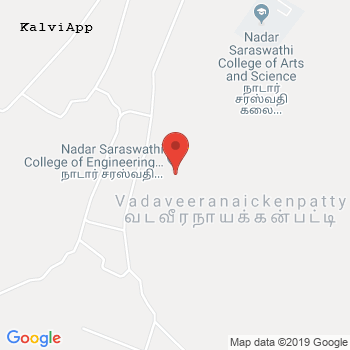 KalviApp
Nadar
Saraswathi
College of Arts
and Science
நாடார்
சரஸ்வதி
கலை...
Nadar Saraswathi
College of Engineering...
நாடார் சரஸ்வதி...
Vadaveeranaickenpatty
வடவீரநாயக்கன்பட்டி
Google
Map data ©2019 Google